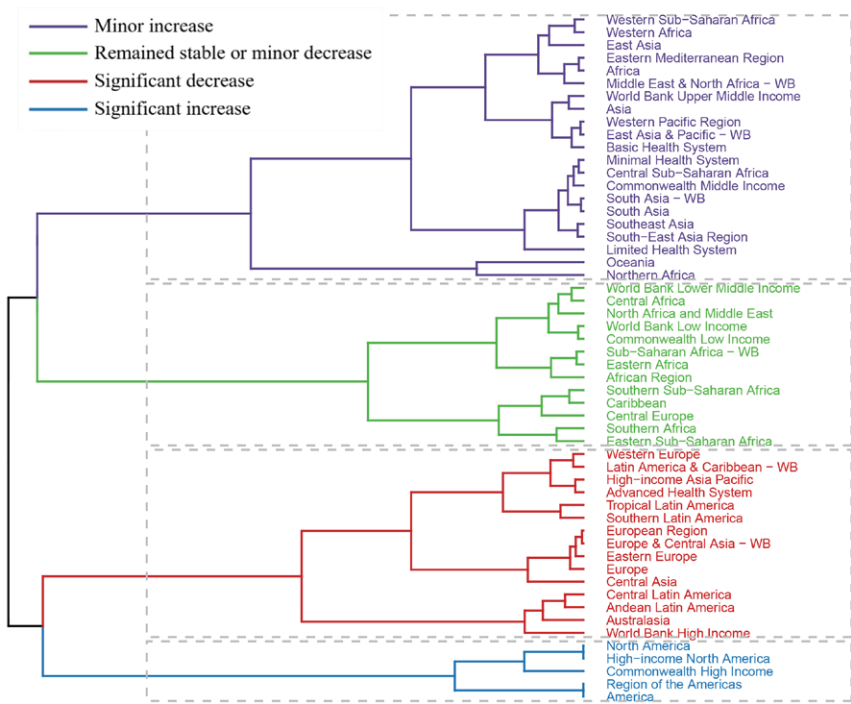 Minor increase
Remained stable or minor decrease
Significant decrease
Significant increase
Western Sub−Saharan Africa
Western Africa
East Asia
Eastern Mediterranean Region
Africa
Middle East & North Africa − WB
World Bank Upper Middle Income
Asia
Western Pacific Region
East Asia & Pacific − WB
Basic Health System
Minimal Health System
Central Sub−Saharan Africa
Commonwealth Middle Income
South Asia − WB
South Asia
Southeast Asia
South−East Asia Region
Limited Health System
Oceania
Northern Africa
World Bank Lower Middle Income
Central Africa
North Africa and Middle East
World Bank Low Income
Commonwealth Low Income
Sub−Saharan Africa − WB
Eastern Africa
African Region
Southern Sub−Saharan Africa
Caribbean
Central Europe
Southern Africa
Eastern Sub−Saharan Africa
Western Europe
Latin America & Caribbean − WB
High−income Asia Pacific
Advanced Health System
Tropical Latin America
Southern Latin America
European Region
Europe & Central Asia − WB
Eastern Europe
Europe
Central Asia
Central Latin America
Andean Latin America
Australasia
World Bank High Income
North America
High−income North America
Commonwealth High Income
Region of the Americas
America